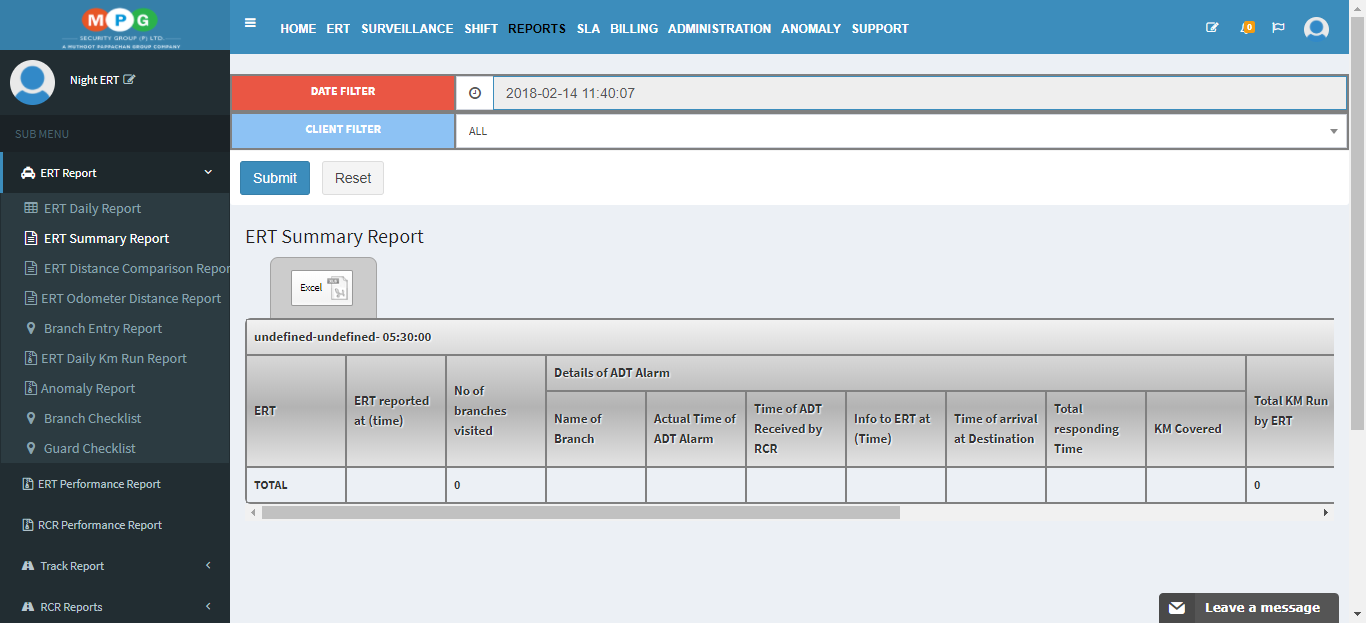 MPG
SECURITY GROUP (P) LTD.
A MUTHOOT PAPPACHAN GROUP COMPANY
HOME ERT SURVEILLANCE SHIFT REPORTS SLA BILLING ADMINISTRATION ANOMALY SUPPORT
0
Night ERT
SUB MENU
ERT Report
ERT Daily Report
ERT Summary Report
ERT Distance Comparison Repor
ERT Odometer Distance Report
Branch Entry Report
ERT Daily Km Run Report
Anomaly Report
Branch Checklist
Guard Checklist
ERT Performance Report
RCR Performance Report
Track Report
RCR Reports
DATE FILTER
2018-02-14 11:40:07
CLIENT FILTER
ALL
Submit
Reset
ERT Summary Report
Excel
undefined-undefined- 05:30:00
ERT
ERT reported
at (time)
No of
branches
visited
Details of ADT Alarm
Name of
Branch
Actual Time of
ADT Alarm
Time of ADT
Received by
RCR
Info to ERT at
(Time)
Time of arrival
at Destination
Total
responding
Time
KM Covered
Total KM Run
by ERT
TOTAL
0
0
Leave a message